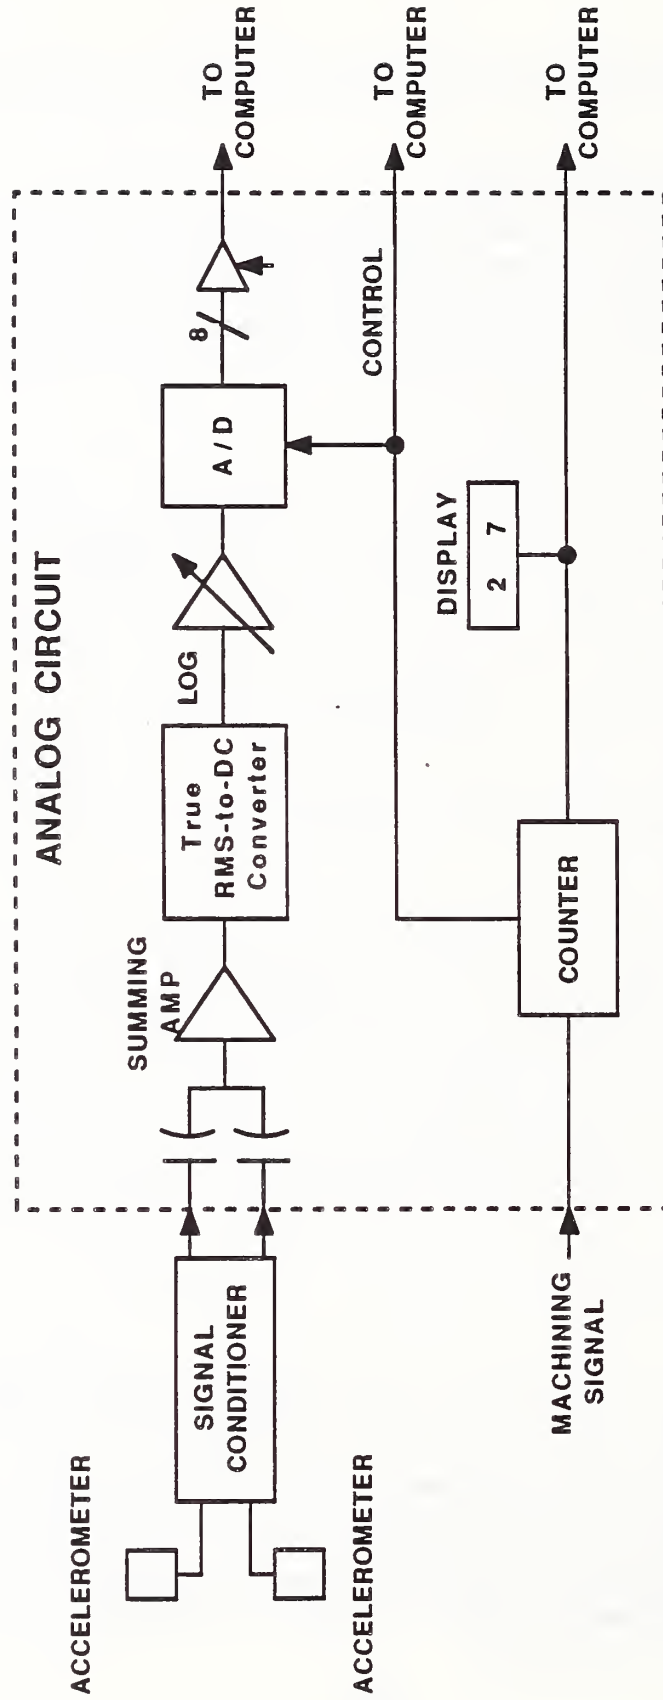 ANALOG CIRCUIT
ACCELEROMETER
ACCELEROMETER
SIGNAL
CONDITIONER
SUMMING
AMP
True
RMS-to-DC
Converter
LOG
A/D
8
TO
COMPUTER
CONTROL
TO
COMPUTER
MACHINING
SIGNAL
COUNTER
DISPLAY
2 7
TO
COMPUTER